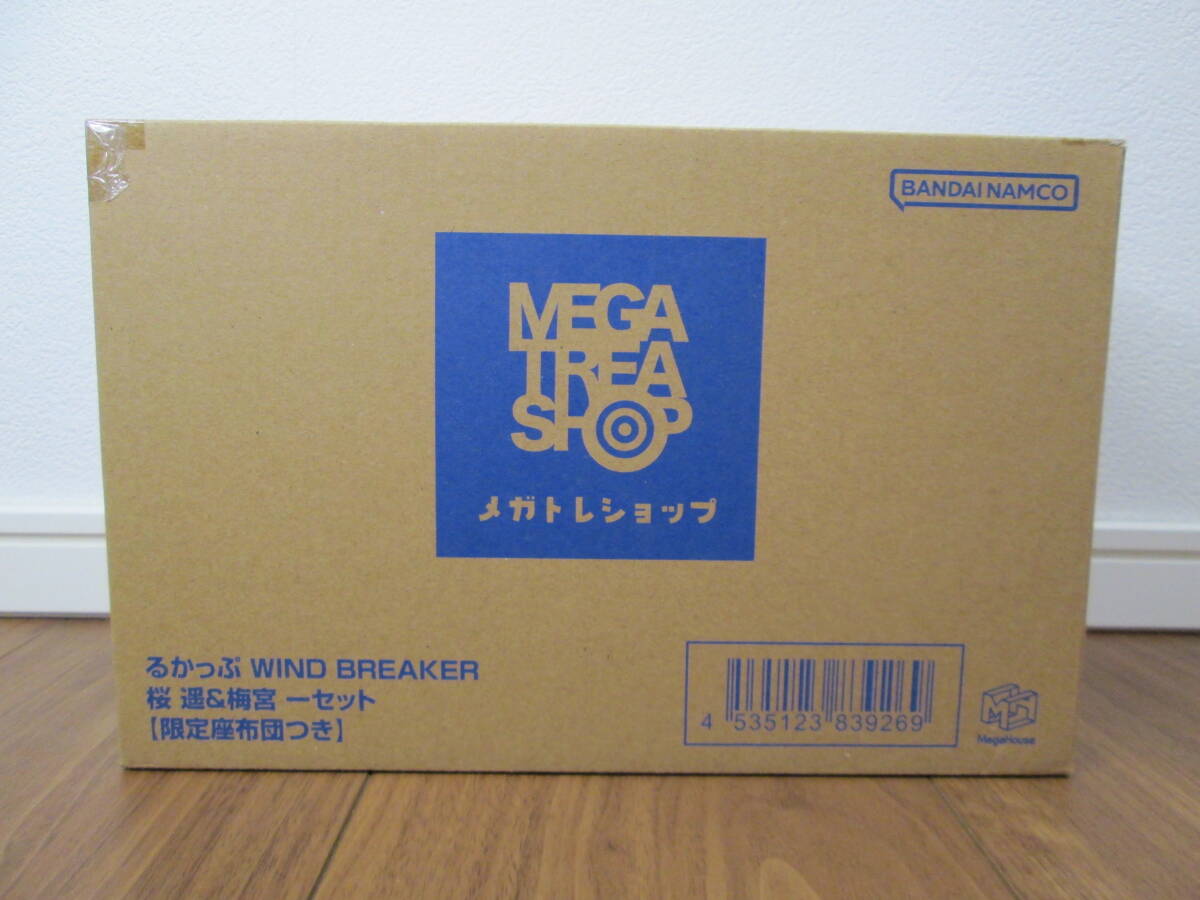 BANDAI NAMCO
MEGA
TREA
SHOP
メガトレショップ
るかっぷ WIND BREAKER
桜 遥&梅宮 一セット
【限定座布団つき】
4 535123 839269
MegaHouse